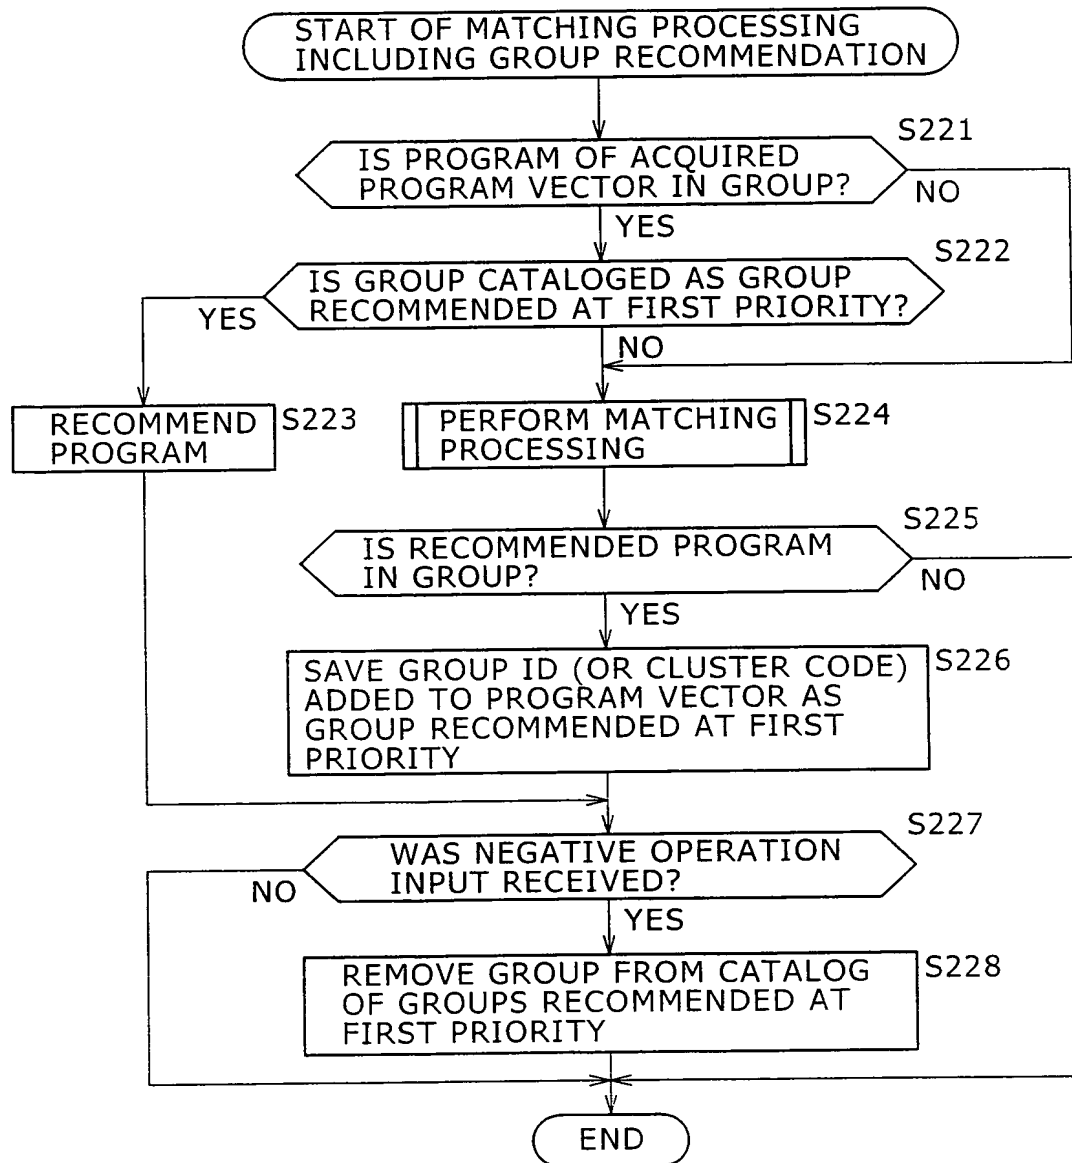 START OF MATCHING PROCESSING
INCLUDING GROUP RECOMMENDATION
S221
IS PROGRAM OF ACQUIRED
PROGRAM VECTOR IN GROUP?
NO
YES
S222
IS GROUP CATALOGED AS GROUP
RECOMMENDED AT FIRST PRIORITY?
YES
NO
RECOMMEND
PROGRAM
S223
PERFORM MATCHING
PROCESSING
S224
S225
IS RECOMMENDED PROGRAM
IN GROUP?
NO
YES
S226
SAVE GROUP ID (OR CLUSTER CODE)
ADDED TO PROGRAM VECTOR AS
GROUP RECOMMENDED AT FIRST
PRIORITY
S227
WAS NEGATIVE OPERATION
INPUT RECEIVED?
NO
YES
S228
REMOVE GROUP FROM CATALOG
OF GROUPS RECOMMENDED AT
FIRST PRIORITY
END